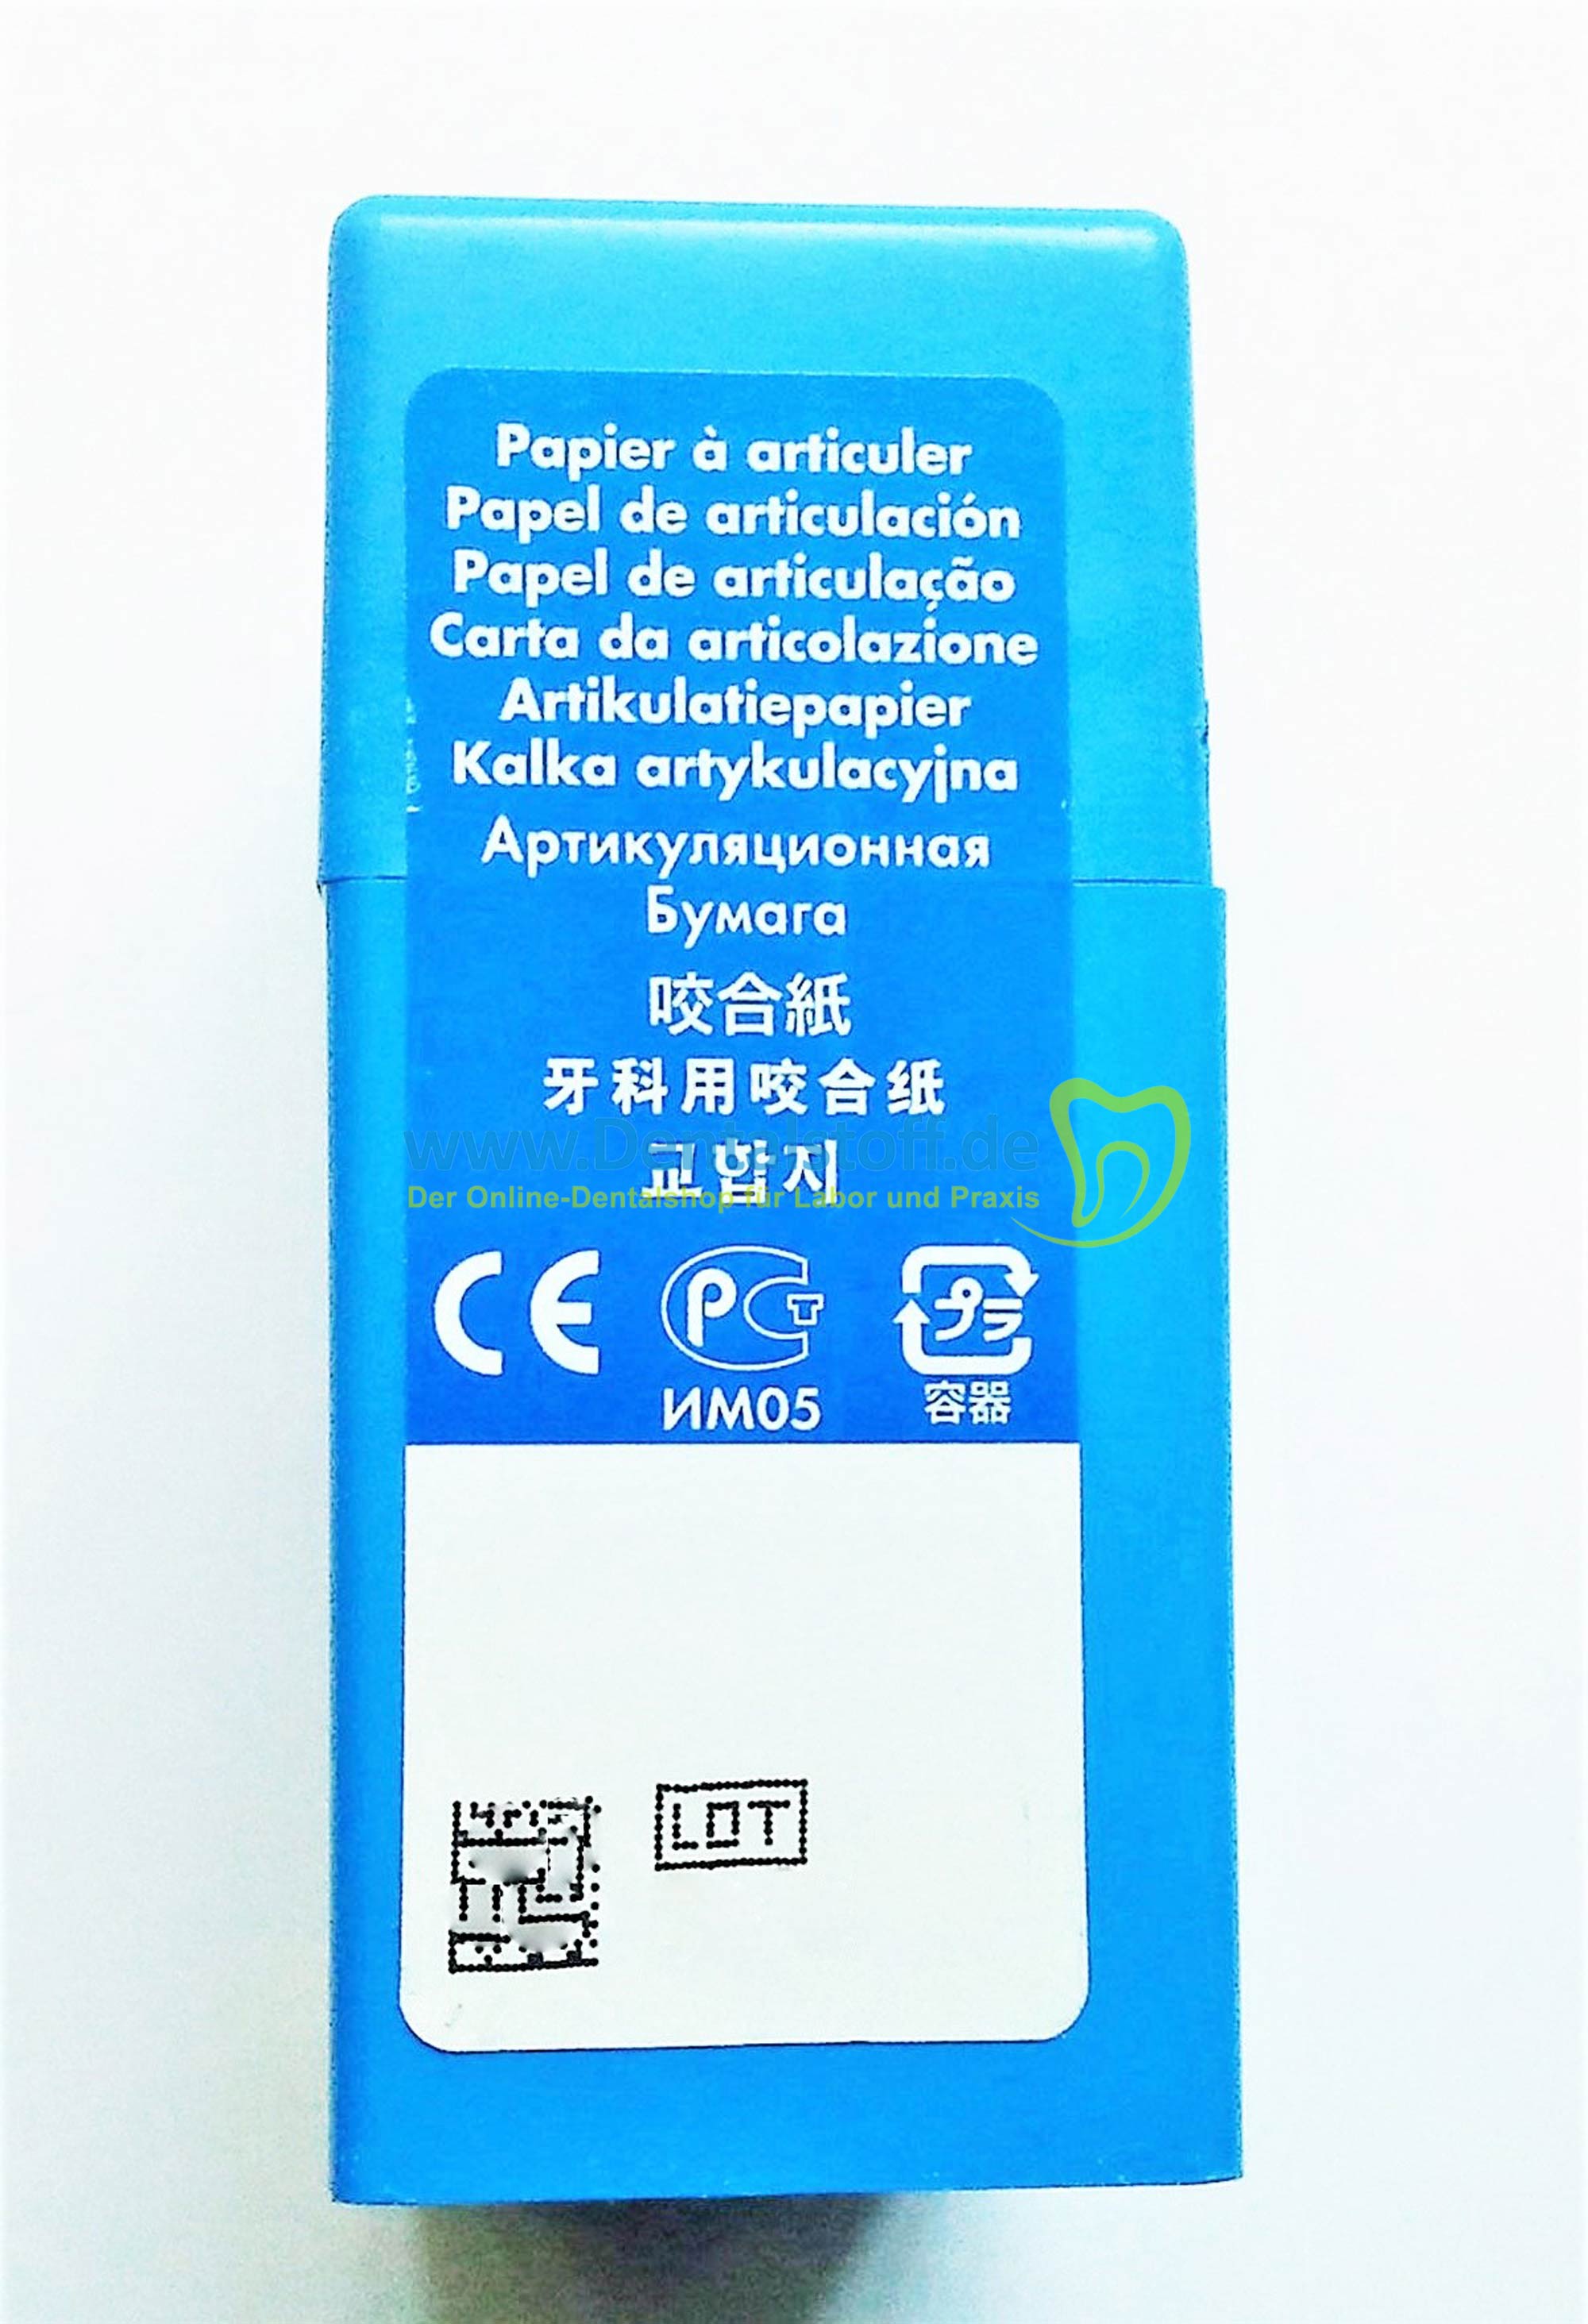 Papier à articuler
Papel de articulación
Papel de articulação
Carta da articolazione
Artikulatiepapier
Kalka artykulacyjna
Артикуляционная
Бумага
咬合紙
牙科用咬合纸
www.Dentalstoff.de
교합지
Der Online-Dentalshop für Labor und Praxis
CE PCT プラ
ИМ05 容器
LOT